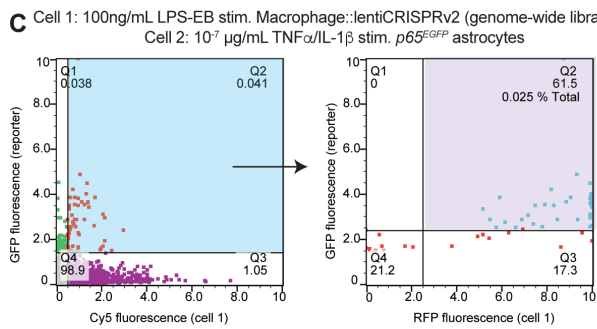 C Cell 1: 100ng/mL LPS-EB stim. Macrophage::lentiCRISPRv2 (genome-wide libra
Cell 2: 10⁻⁷ µg/mL TNFα/IL-1β stim. p65ᴱᴳᶠᴾ astrocytes
GFP fluorescence (reporter)
10
8.0
6.0
4.0
2.0
0.0
Q1
0.038
Q2
0.041
Q4
98.9
Q3
1.05
0.0 2.0 4.0 6.0 8.0 10
Cy5 fluorescence (cell 1)
GFP fluorescence (reporter)
10
8.0
6.0
4.0
2.0
0.0
Q1
0
Q2
61.5
0.025 % Total
Q4
21.2
Q3
17.3
0 2.0 4.0 6.0 8.0 10
RFP fluorescence (cell 1)